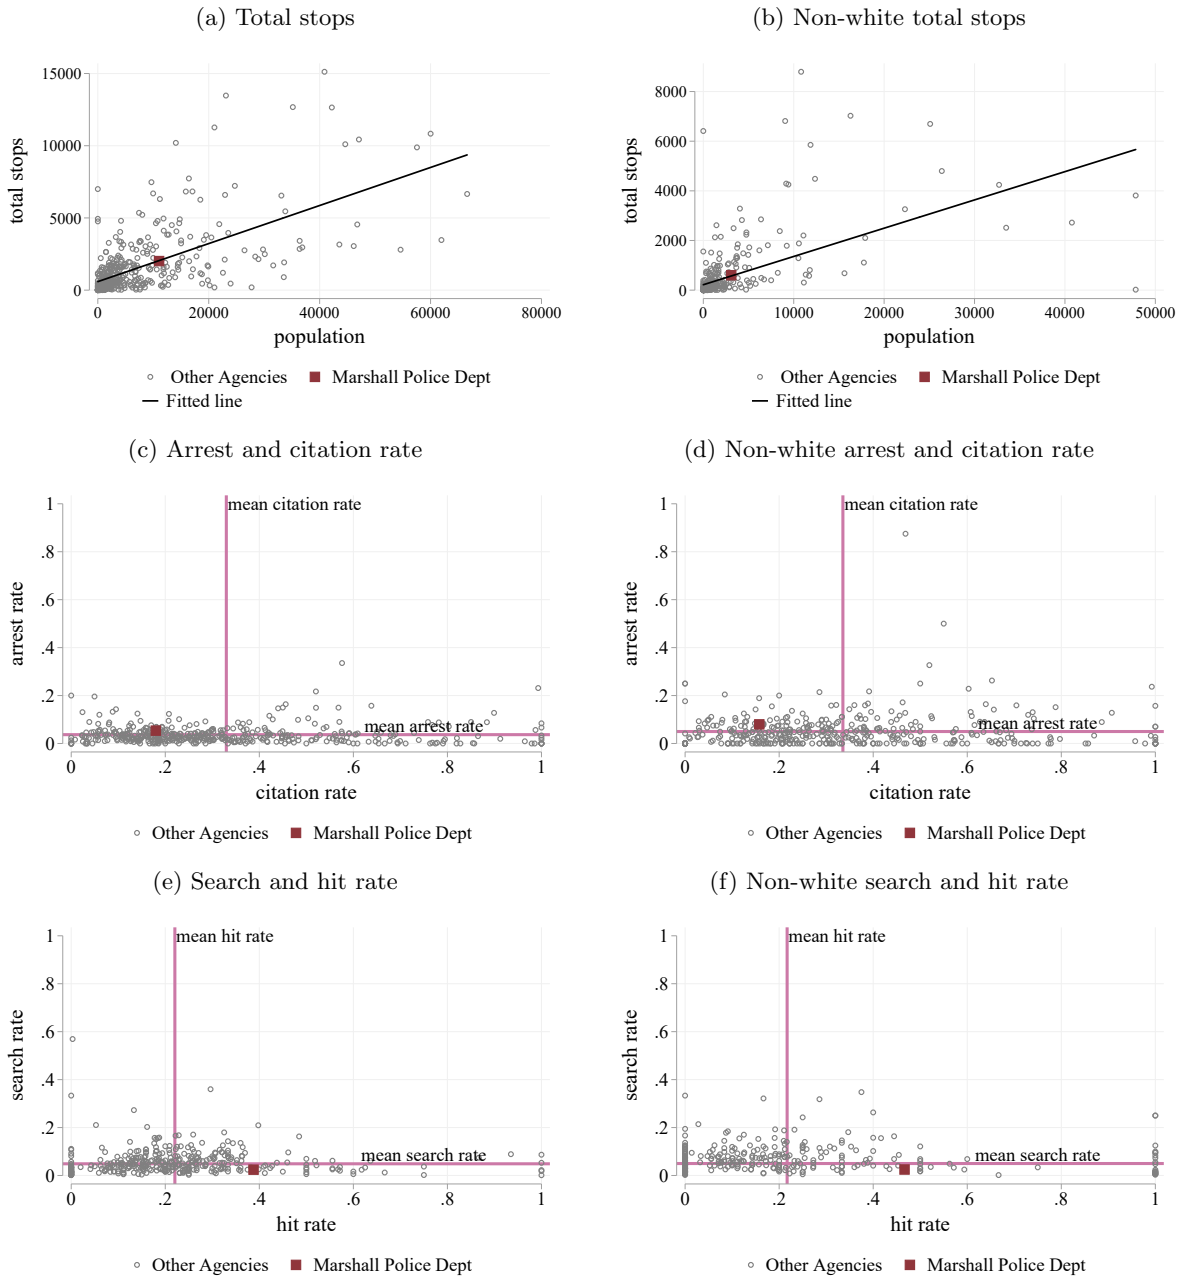 (a) Total stops
total stops
15000
10000
5000
0
0 20000 40000 60000 80000
population
Other Agencies Marshall Police Dept
Fitted line
(b) Non-white total stops
total stops
8000
6000
4000
2000
0
0 10000 20000 30000 40000 50000
population
Other Agencies Marshall Police Dept
Fitted line
(c) Arrest and citation rate
mean citation rate
arrest rate
1
.8
.6
.4
.2
0
mean arrest rate
0 .2 .4 .6 .8 1
citation rate
Other Agencies Marshall Police Dept
(d) Non-white arrest and citation rate
mean citation rate
arrest rate
1
.8
.6
.4
.2
0
mean arrest rate
0 .2 .4 .6 .8 1
citation rate
Other Agencies Marshall Police Dept
(e) Search and hit rate
mean hit rate
search rate
1
.8
.6
.4
.2
0
mean search rate
0 .2 .4 .6 .8 1
hit rate
Other Agencies Marshall Police Dept
(f) Non-white search and hit rate
mean hit rate
search rate
1
.8
.6
.4
.2
0
mean search rate
0 .2 .4 .6 .8 1
hit rate
Other Agencies Marshall Police Dept